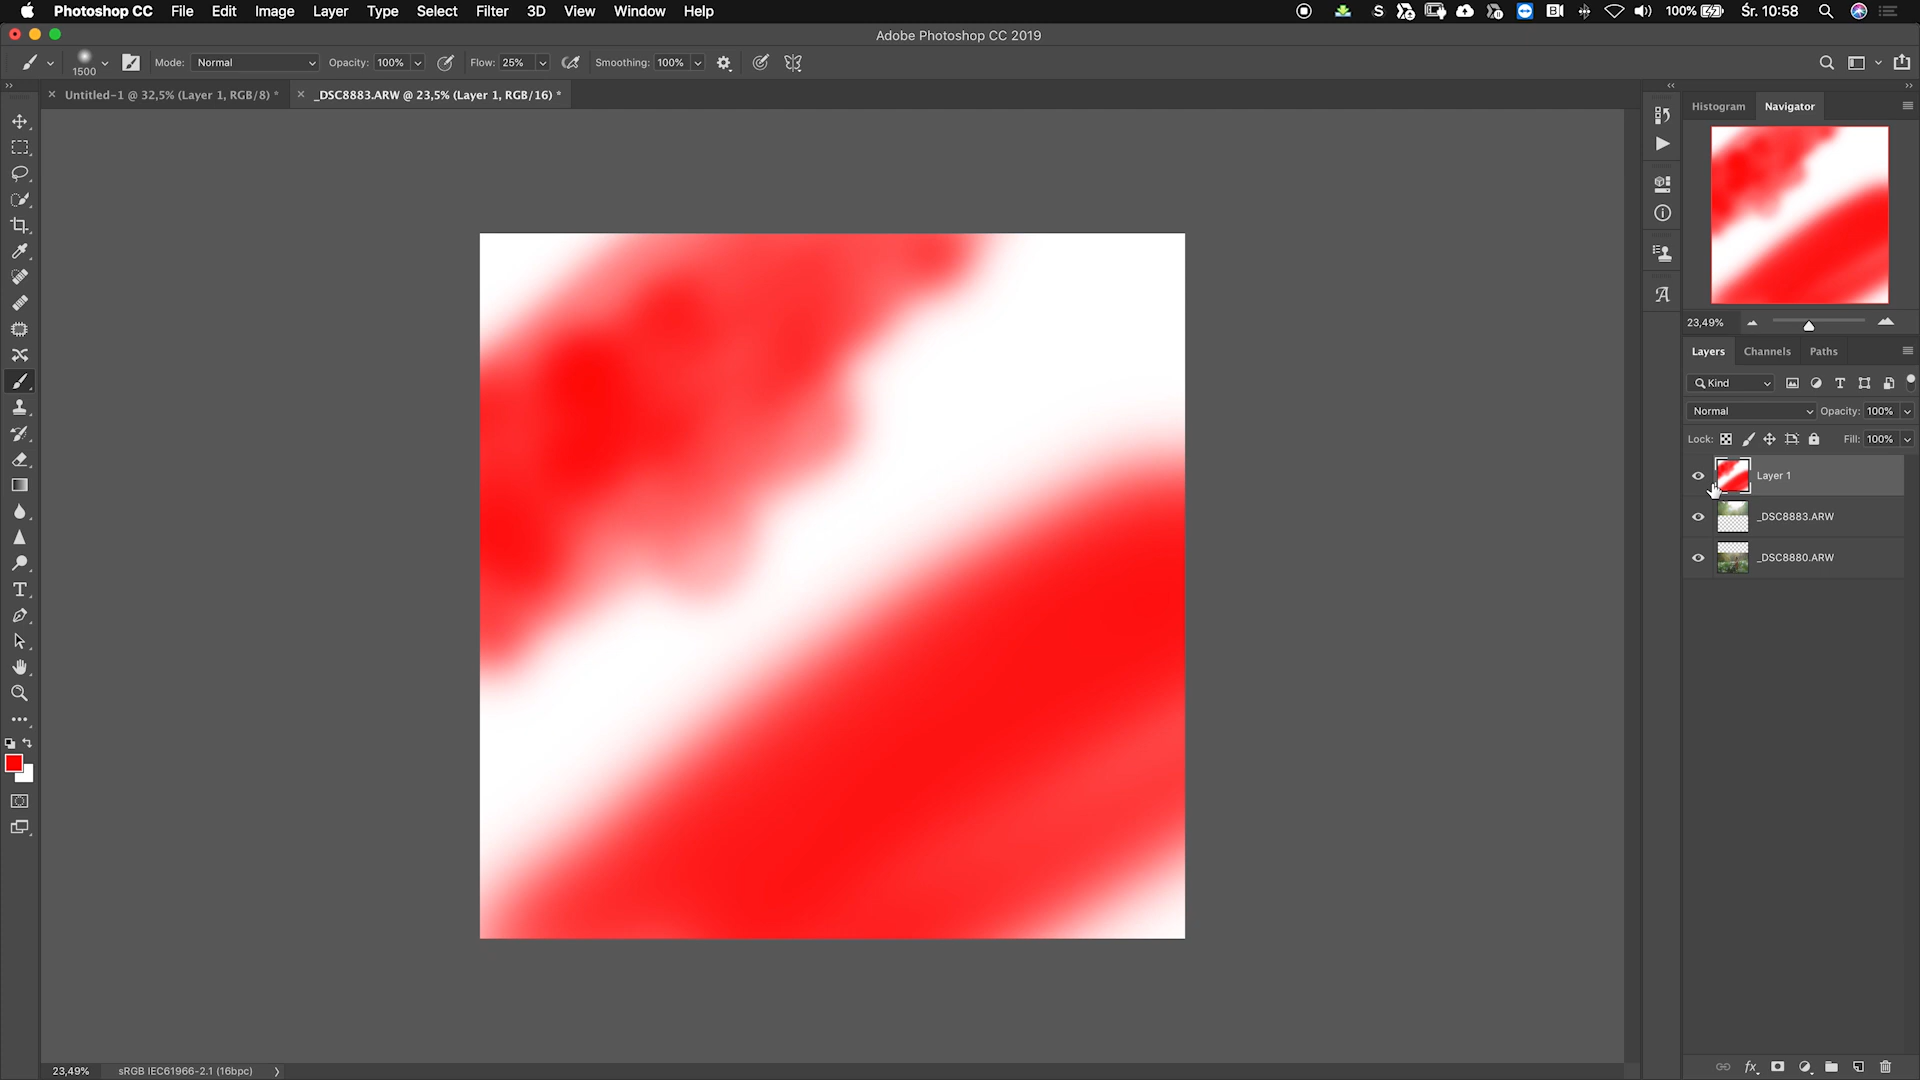 Photoshop CC File Edit Image Layer Type Select Filter 3D View Window Help 100% Śr. 10:58
Adobe Photoshop CC 2019
1500 Mode: Normal Opacity: 100% Flow: 25% Smoothing: 100%
Untitled-1 @ 32,5% (Layer 1, RGB/8) * _DSC8883.ARW @ 23,5% (Layer 1, RGB/16) *
Histogram Navigator
23,49%
Layers Channels Paths
Kind
Normal Opacity: 100%
Lock: Fill: 100%
Layer 1
_DSC8883.ARW
_DSC8880.ARW
23,49% sRGB IEC61966-2.1 (16bpc)